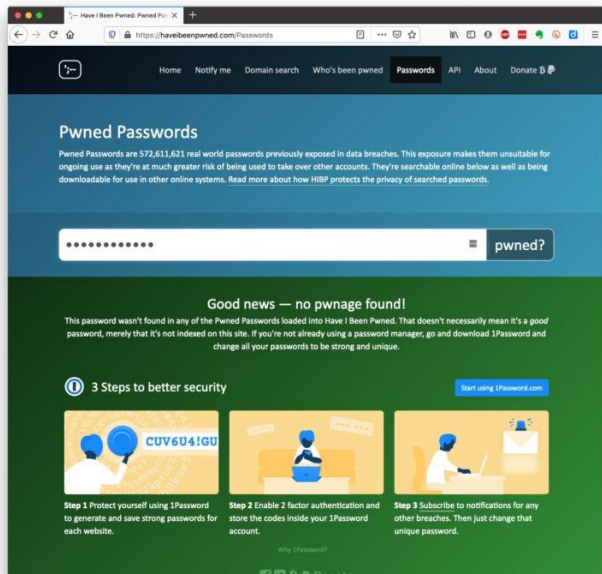 Have I Been Pwned: Pwned Pas
https://haveibeenpwned.com/Passwords
Home Notify me Domain search Who's been pwned Passwords API About Donate
Pwned Passwords
Pwned Passwords are 572,611,621 real world passwords previously exposed in data breaches. This exposure makes them unsuitable for
ongoing use as they're at much greater risk of being used to take over other accounts. They're searchable online below as well as being
downloadable for use in other online systems. Read more about how HIBP protects the privacy of searched passwords.
pwned?
Good news — no pwnage found!
This password wasn't found in any of the Pwned Passwords loaded into Have I Been Pwned. That doesn't necessarily mean it's a good
password, merely that it's not indexed on this site. If you're not already using a password manager, go and download 1Password and
change all your passwords to be strong and unique.
3 Steps to better security
Start using 1Password.com
CUV6U4!GU
Step 1 Protect yourself using 1Password
to generate and save strong passwords for
each website.
Step 2 Enable 2 factor authentication and
store the codes inside your 1Password
account.
Step 3 Subscribe to notifications for any
other breaches. Then just change that
unique password.
Why 1Password?